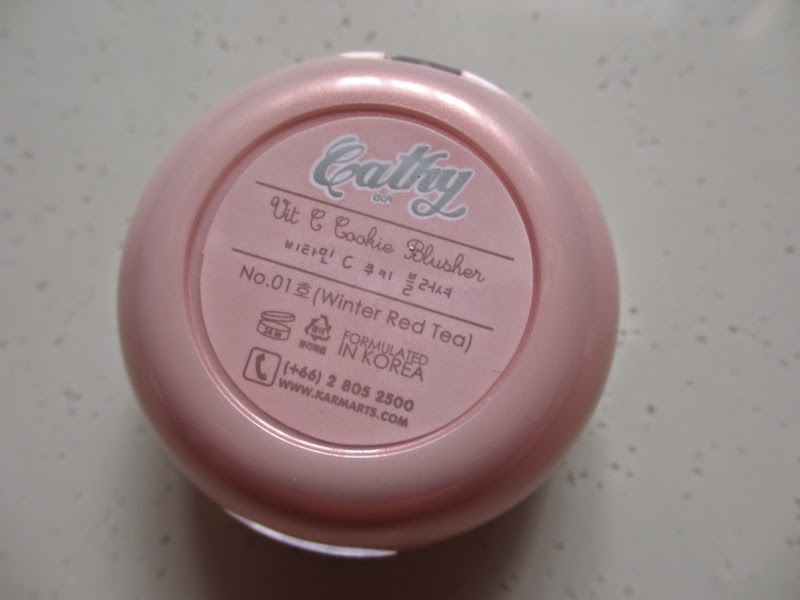 Cathy
DOLL
Vit C Cookie Blusher
비타민 C 쿠키 블러셔
No.01호 (Winter Red Tea)
FORMULATED
IN KOREA
(+66) 2 805 2500
WWW.KARMARTS.COM